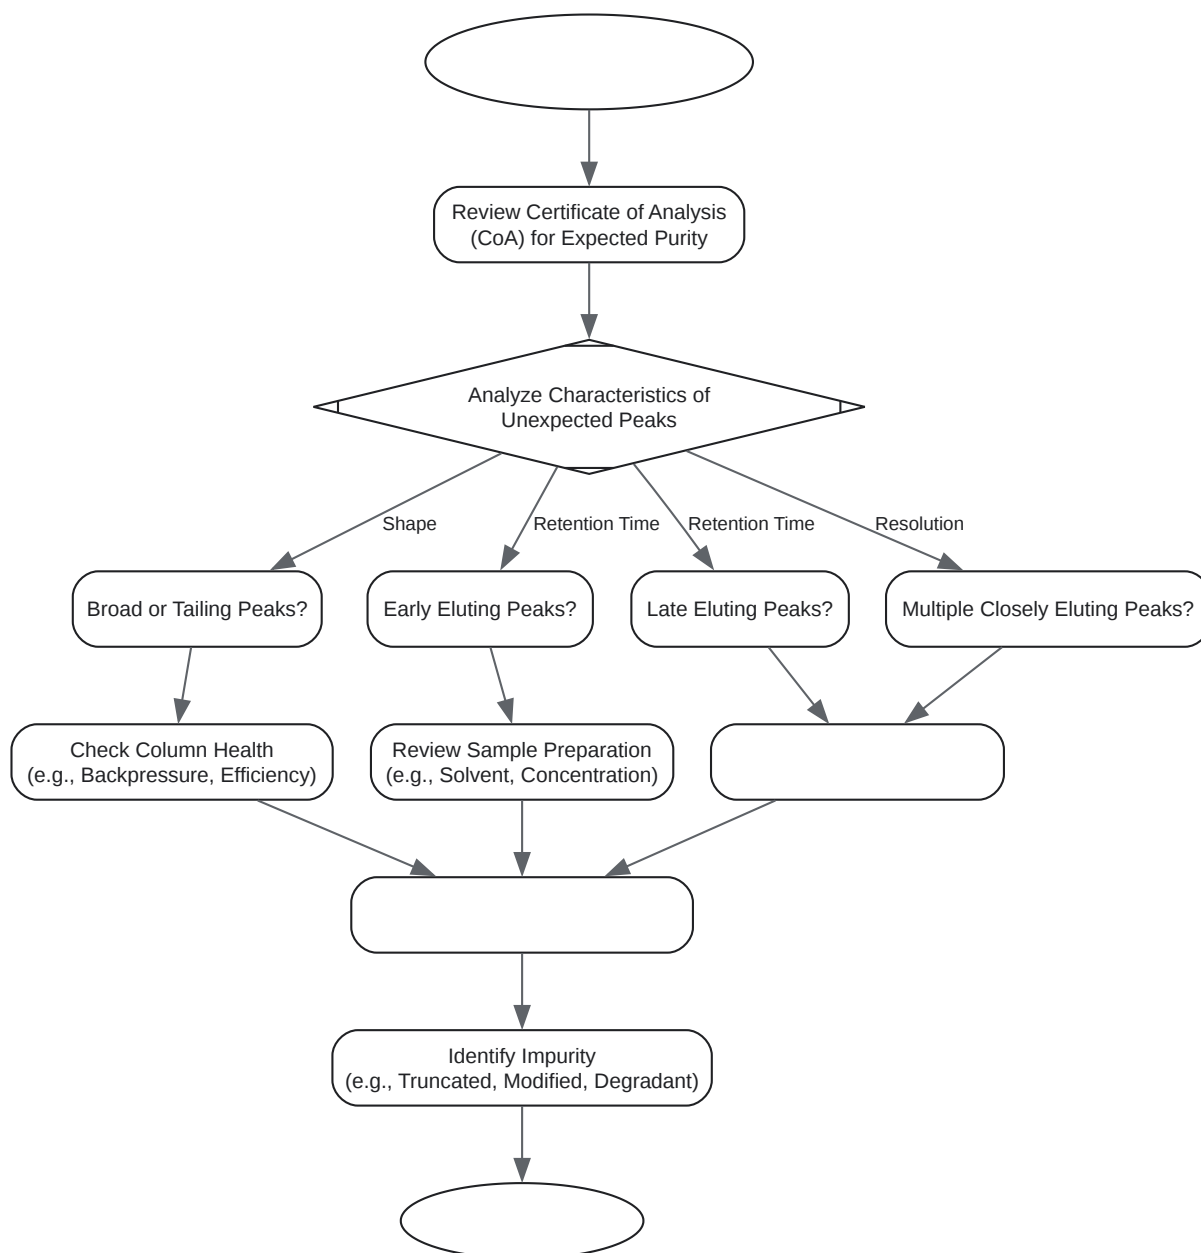 Review Certificate of Analysis
(CoA) for Expected Purity
Analyze Characteristics of
Unexpected Peaks
Shape
Retention Time
Retention Time
Resolution
Broad or Tailing Peaks?
Early Eluting Peaks?
Late Eluting Peaks?
Multiple Closely Eluting Peaks?
Check Column Health
(e.g., Backpressure, Efficiency)
Review Sample Preparation
(e.g., Solvent, Concentration)
Identify Impurity
(e.g., Truncated, Modified, Degradant)